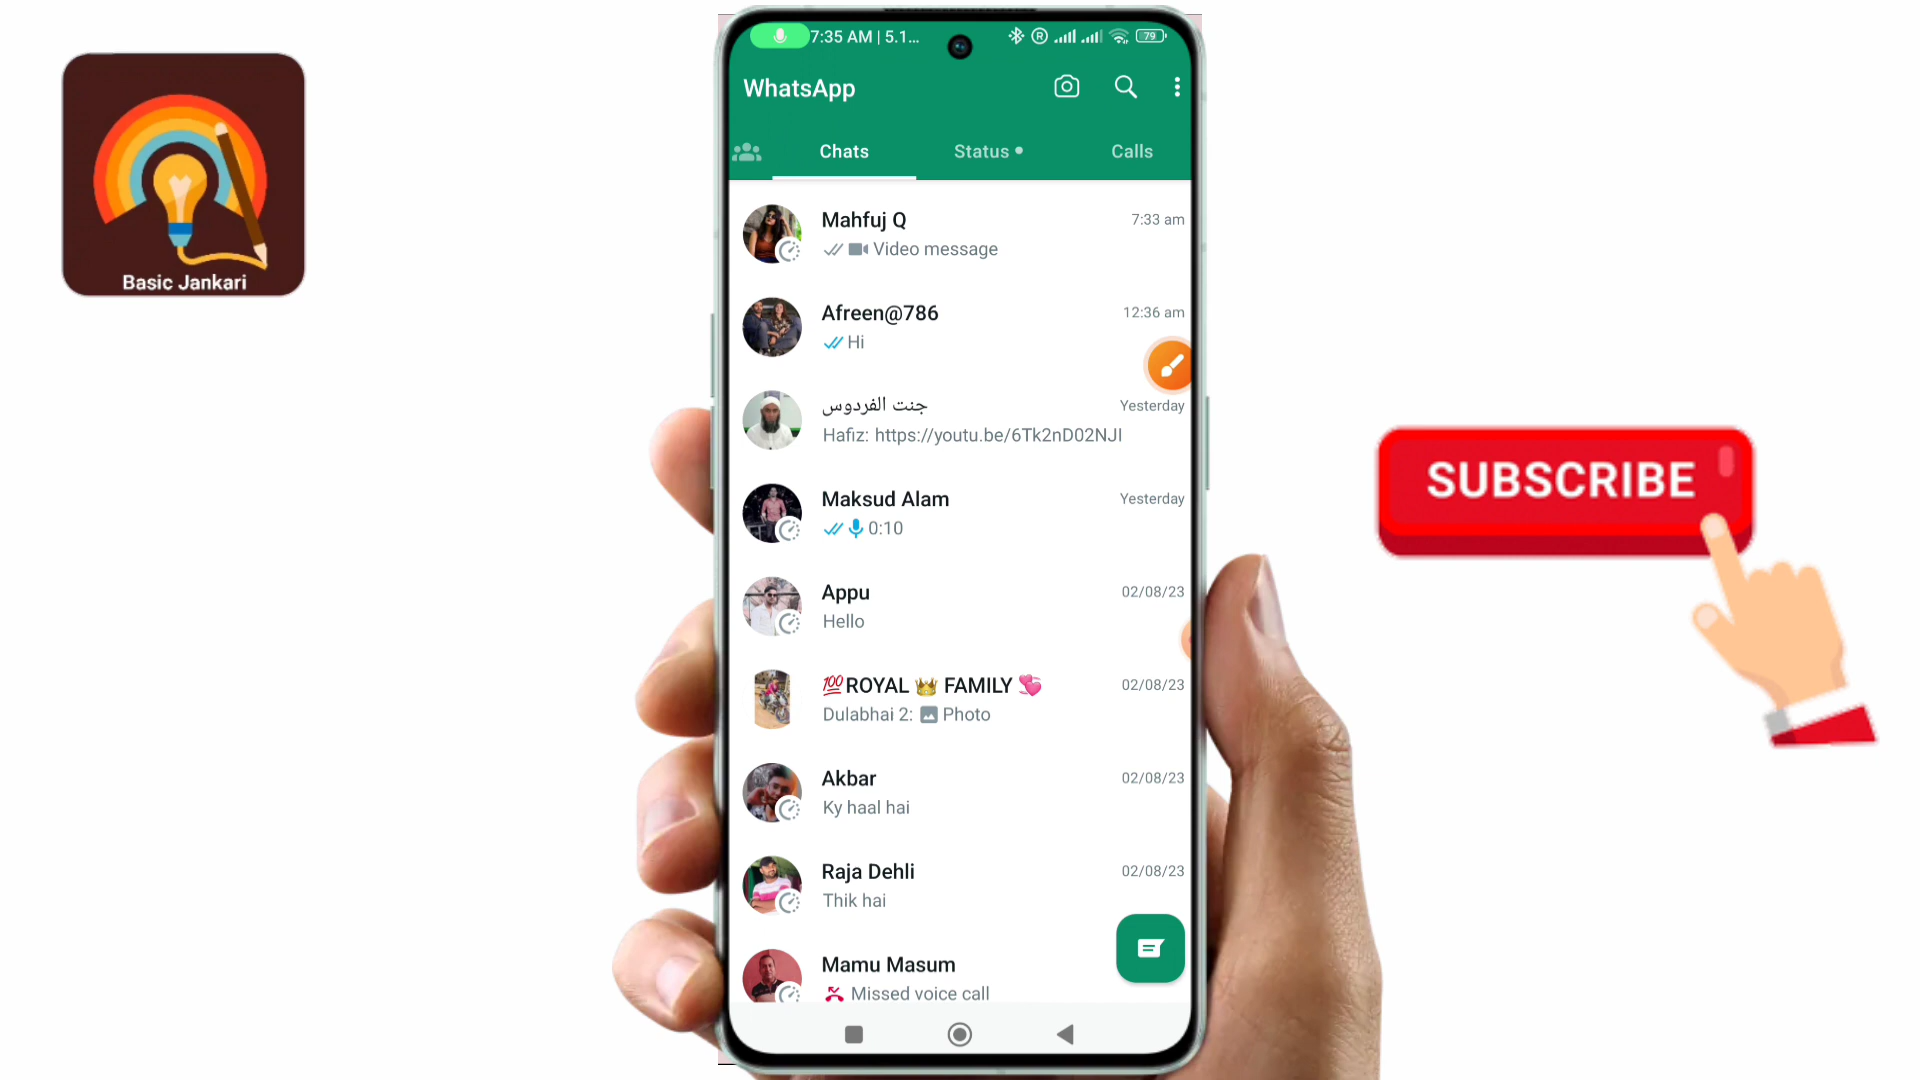 Basic Jankari
7:35 AM | 5.1...
79
WhatsApp
Chats
Status
Calls
Mahfuj Q
7:33 am
Video message
Afreen@786
12:36 am
Hi
جنت الفردوس
Yesterday
Hafiz: https://youtu.be/6Tk2nD02NJI
Maksud Alam
Yesterday
0:10
Appu
02/08/23
Hello
💯ROYAL 👑 FAMILY 💞
02/08/23
Dulabhai 2: Photo
Akbar
02/08/23
Ky haal hai
Raja Dehli
02/08/23
Thik hai
Mamu Masum
Missed voice call
SUBSCRIBE